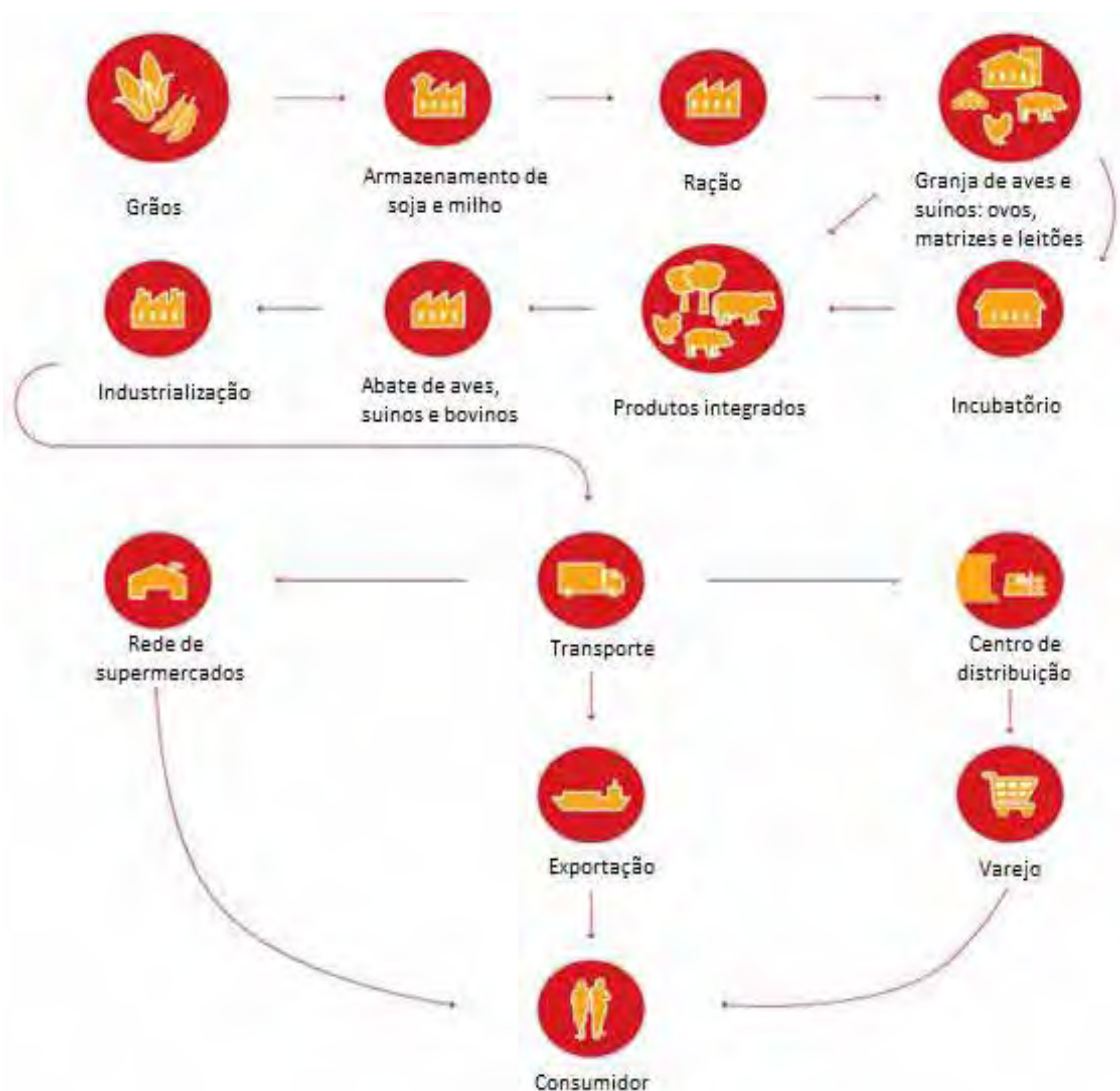 Grãos
Armazenamento de
soja e milho
Ração
Granja de aves e
suínos: ovos,
matrizes e leitões
Industrialização
Abate de aves,
suinos e bovinos
Produtos integrados
Incubatõrio
Rede de
supermercados
Transporte
Centro de
distribuição
Exportação
Varejo
Consumidor